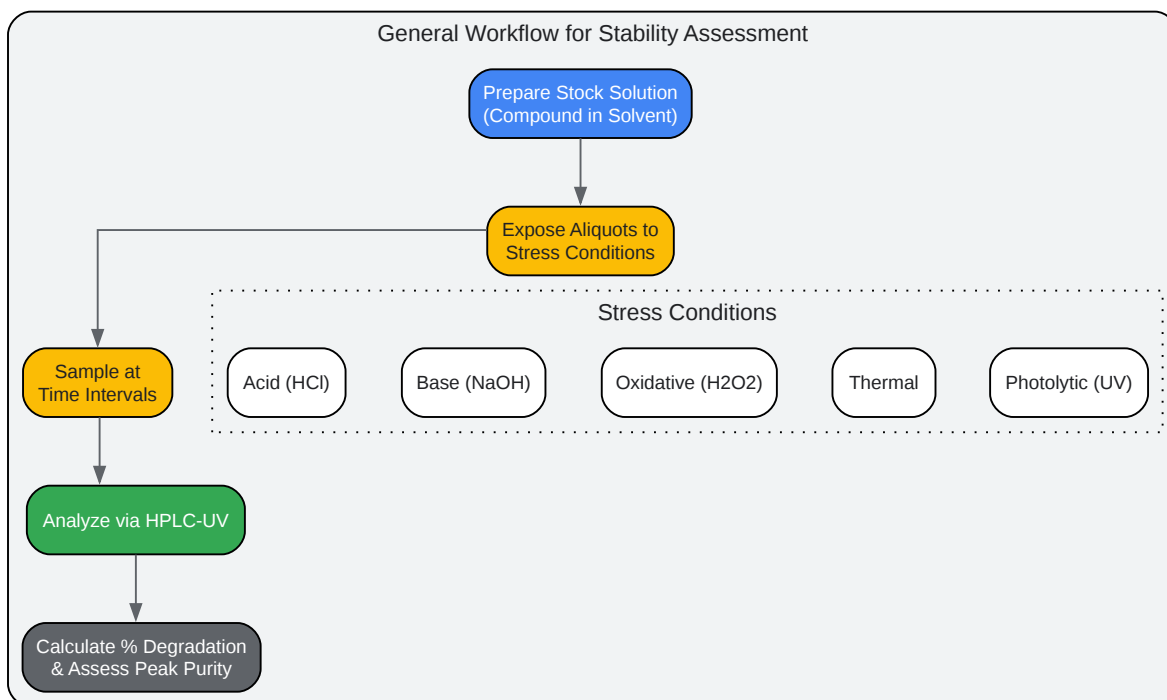 General Workflow for Stability Assessment
Prepare Stock Solution
(Compound in Solvent)
Expose Aliquots to
Stress Conditions
Stress Conditions
Sample at
Time Intervals
Acid (HCl)
Base (NaOH)
Oxidative (H2O2)
Thermal
Photolytic (UV)
Analyze via HPLC-UV
Calculate % Degradation
& Assess Peak Purity